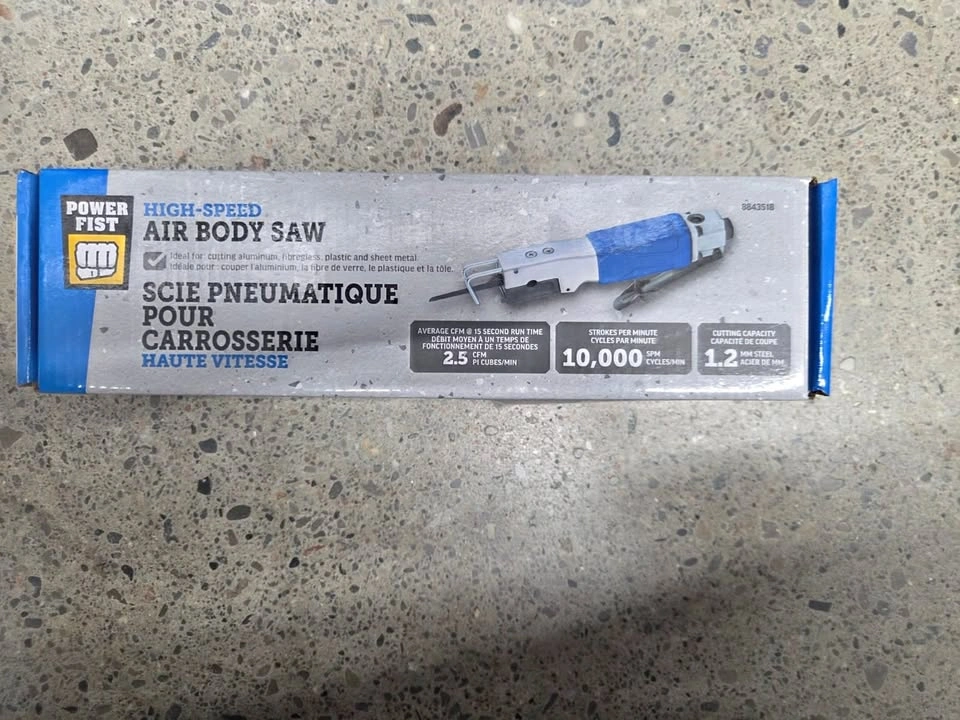 POWER
FIST
HIGH-SPEED
AIR BODY SAW
Ideal for: cutting aluminum, fibreglass, plastic and sheet metal.
Idéale pour : couper l'aluminium, la fibre de verre, le plastique et la tôle.
SCIE PNEUMATIQUE
POUR
CARROSSERIE
HAUTE VITESSE
8843518
AVERAGE CFM @ 15 SECOND RUN TIME
DÉBIT MOYEN À UN TEMPS DE
FONCTIONNEMENT DE 15 SECONDES
2.5 CFM
PI CUBES/MIN
STROKES PER MINUTE
CYCLES PAR MINUTE
10,000 SPM
CYCLES/MIN
CUTTING CAPACITY
CAPACITÉ DE COUPE
1.2 MM STEEL
ACIER DE MM